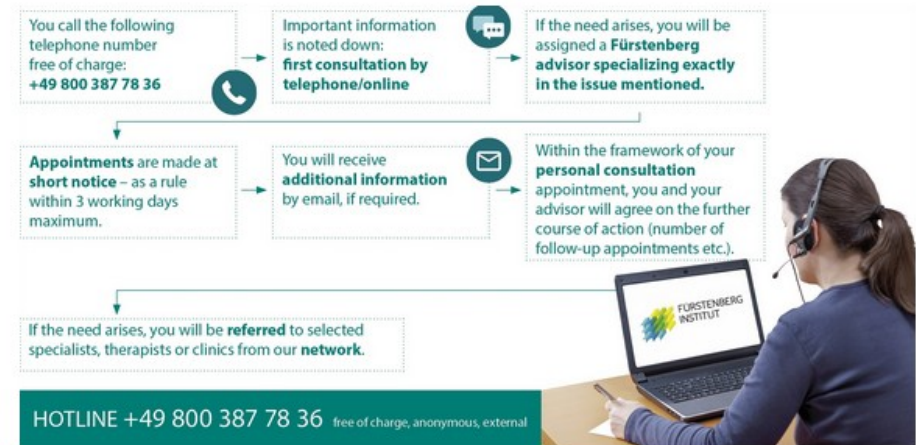 You call the following
telephone number
free of charge:
+49 800 387 78 36
Important information
is noted down:
first consultation by
telephone/online
If the need arises, you will be
assigned a Fürstenberg
advisor specializing exactly
in the issue mentioned.
Appointments are made at
short notice – as a rule
within 3 working days
maximum.
You will receive
additional information
by email, if required.
Within the framework of your
personal consultation
appointment, you and your
advisor will agree on the further
course of action (number of
follow-up appointments etc.).
If the need arises, you will be referred to selected
specialists, therapists or clinics from our network.
FÜRSTENBERG
INSTITUT
HOTLINE +49 800 387 78 36 free of charge, anonymous, external